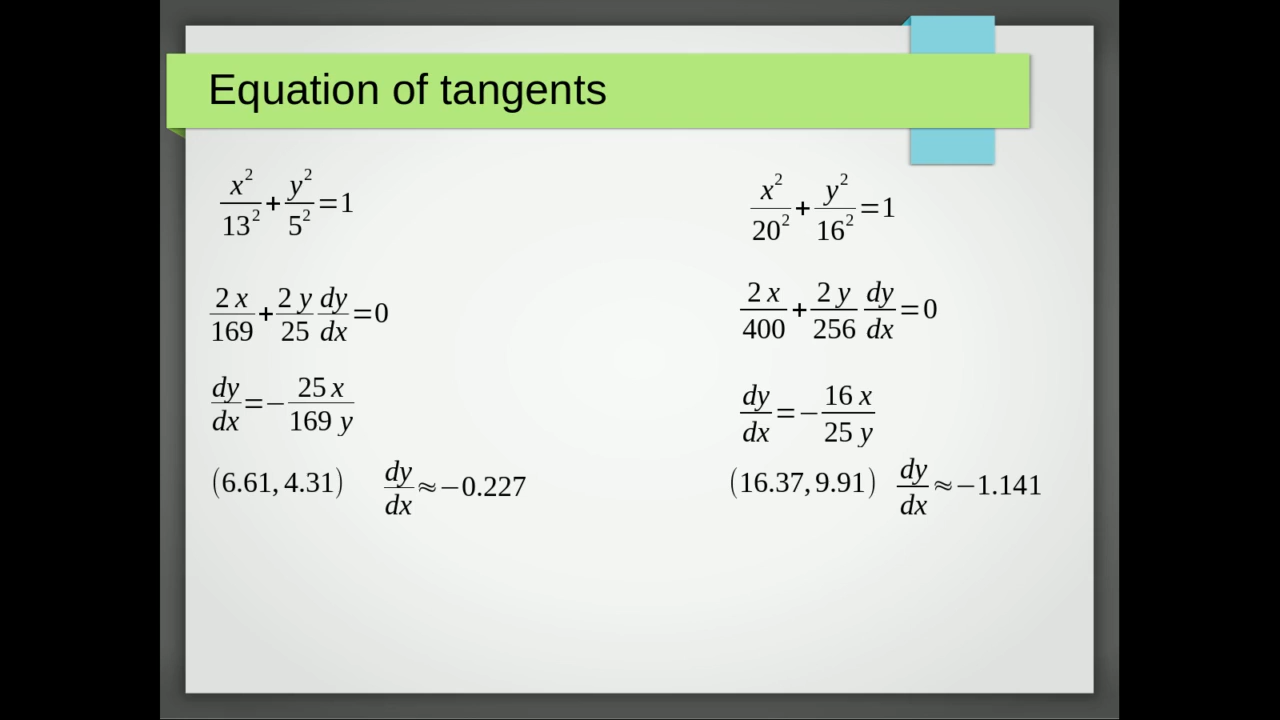 Equation of tangents
x²/13² + y²/5² = 1
2x/169 + 2y/25 dy/dx = 0
dy/dx = − 25x/169y
(6.61, 4.31) dy/dx ≈ −0.227
x²/20² + y²/16² = 1
2x/400 + 2y/256 dy/dx = 0
dy/dx = − 16x/25y
(16.37, 9.91) dy/dx ≈ −1.141